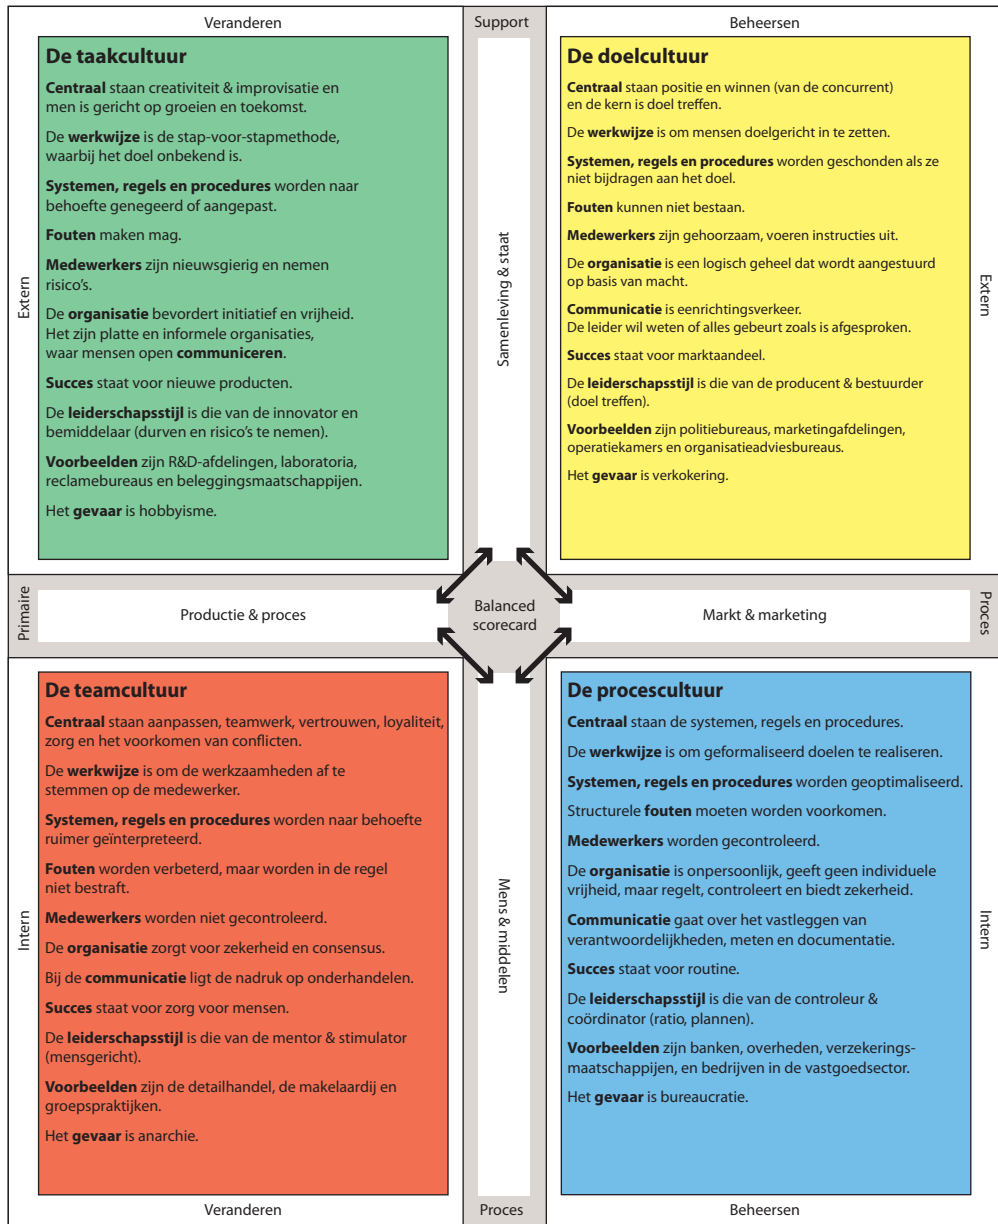 Veranderen
Support
Beheersen
Extern
De taakcultuur
Centraal staan creativiteit & improvisatie en
men is gericht op groeien en toekomst.
De werkwijze is de stap-voor-stapmethode,
waarbij het doel onbekend is.
Systemen, regels en procedures worden naar
behoefte genegeerd of aangepast.
Fouten maken mag.
Medewerkers zijn nieuwsgierig en nemen
risico's.
De organisatie bevordert initiatief en vrijheid.
Het zijn platte en informele organisaties,
waar mensen open communiceren.
Succes staat voor nieuwe producten.
De leiderschapsstijl is die van de innovator en
bemiddelaar (durven en risico's te nemen).
Voorbeelden zijn R&D-afdelingen, laboratoria,
reclamebureaus en beleggingsmaatschappijen.
Het gevaar is hobbyisme.
Samenleving & staat
De doelcultuur
Centraal staan positie en winnen (van de concurrent)
en de kern is doel treffen.
De werkwijze is om mensen doelgericht in te zetten.
Systemen, regels en procedures worden geschonden als ze
niet bijdragen aan het doel.
Fouten kunnen niet bestaan.
Medewerkers zijn gehoorzaam, voeren instructies uit.
De organisatie is een logisch geheel dat wordt aangestuurd
op basis van macht.
Communicatie is eenrichtingsverkeer.
De leider wil weten of alles gebeurt zoals is afgesproken.
Succes staat voor marktaandeel.
De leiderschapsstijl is die van de producent & bestuurder
(doel treffen).
Voorbeelden zijn politiebureaus, marketingafdelingen,
operatiekamers en organisatieadviesbureaus.
Het gevaar is verkokering.
Extern
Primaire
Productie & proces
Balanced
scorecard
Markt & marketing
Proces
Intern
De teamcultuur
Centraal staan aanpassen, teamwerk, vertrouwen, loyaliteit,
zorg en het voorkomen van conflicten.
De werkwijze is om de werkzaamheden af te
stemmen op de medewerker.
Systemen, regels en procedures worden naar behoefte
ruimer geïnterpreteerd.
Fouten worden verbeterd, maar worden in de regel
niet bestraft.
Medewerkers worden niet gecontroleerd.
De organisatie zorgt voor zekerheid en consensus.
Bij de communicatie ligt de nadruk op onderhandelen.
Succes staat voor zorg voor mensen.
De leiderschapsstijl is die van de mentor & stimulator
(mensgericht).
Voorbeelden zijn de detailhandel, de makelaardij en
groepspraktijken.
Het gevaar is anarchie.
Mens & middelen
De procescultuur
Centraal staan de systemen, regels en procedures.
De werkwijze is om geformaliseerd doelen te realiseren.
Systemen, regels en procedures worden geoptimaliseerd.
Structurele fouten moeten worden voorkomen.
Medewerkers worden gecontroleerd.
De organisatie is onpersoonlijk, geeft geen individuele
vrijheid, maar regelt, controleert en biedt zekerheid.
Communicatie gaat over het vastleggen van
verantwoordelijkheden, meten en documentatie.
Succes staat voor routine.
De leiderschapsstijl is die van de controleur &
coördinator (ratio, plannen).
Voorbeelden zijn banken, overheden, verzekerings-
maatschappijen, en bedrijven in de vastgoedsector.
Het gevaar is bureaucratie.
Intern
Veranderen
Proces
Beheersen